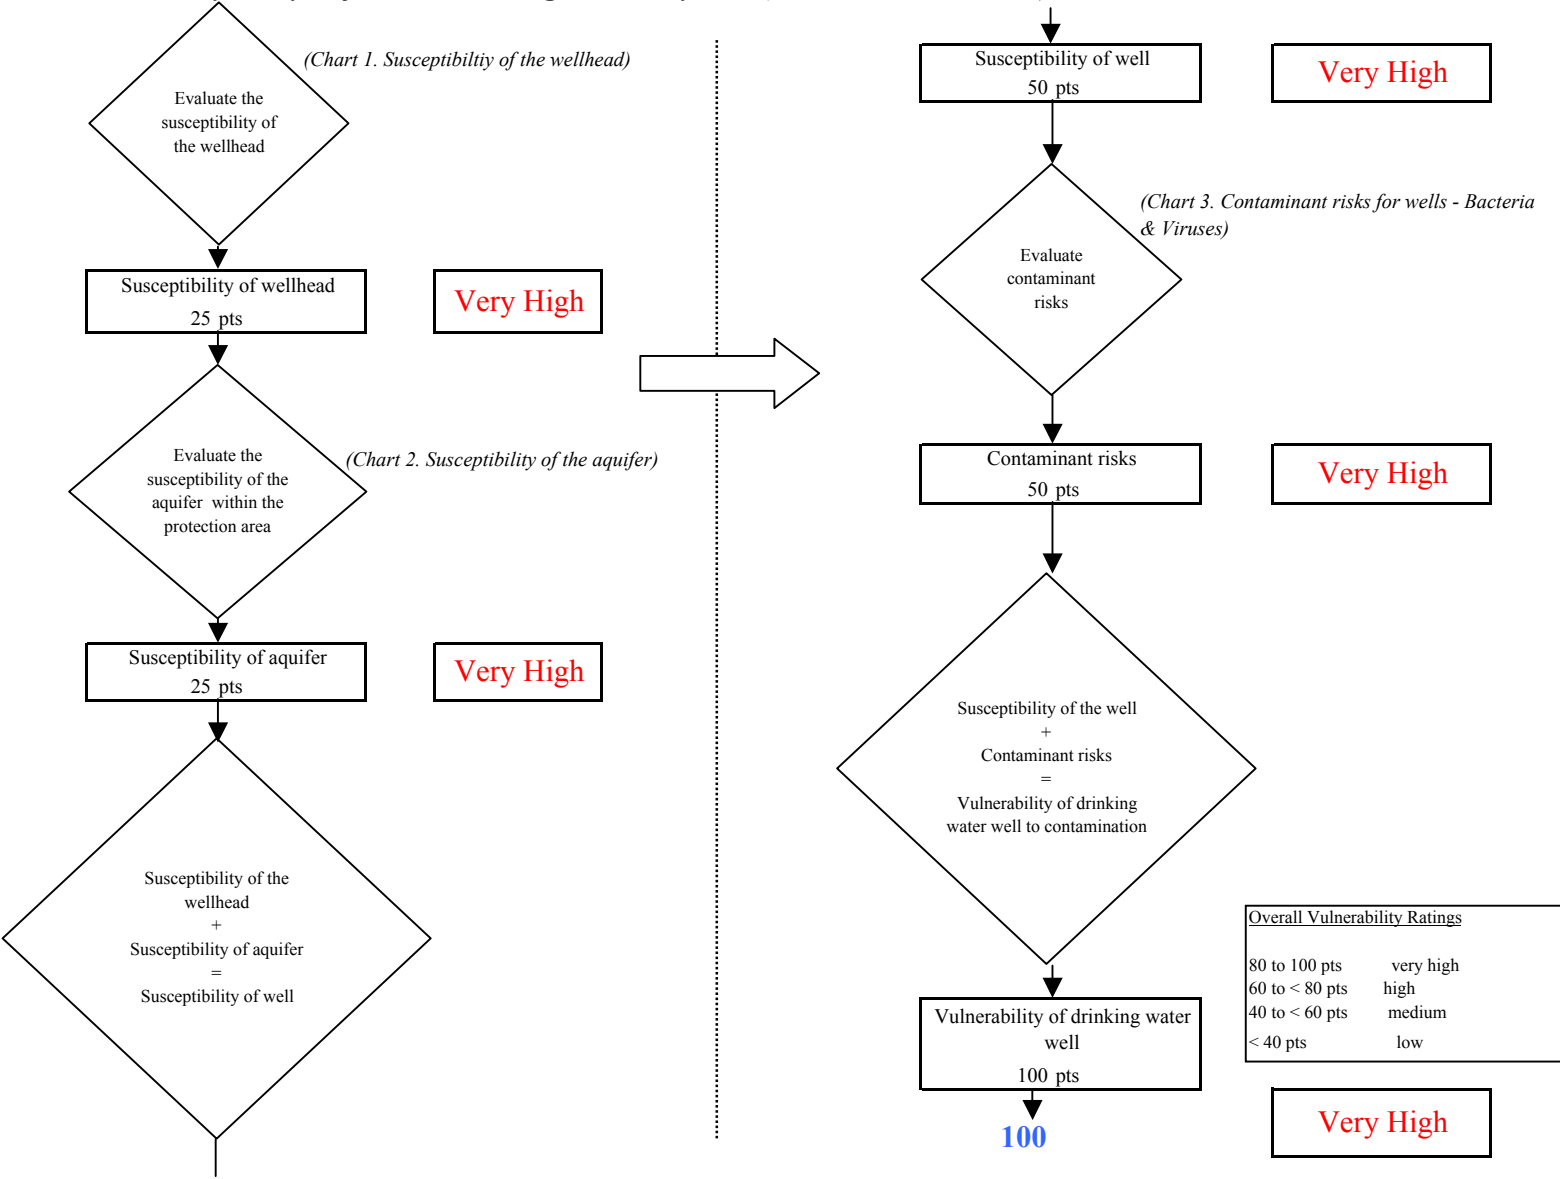 (Chart 1. Susceptibiltiy of the wellhead)
Evaluate the
susceptibility of
the wellhead
Susceptibility of wellhead
25 pts
Very High
(Chart 2. Susceptibility of the aquifer)
Evaluate the
susceptibility of the
aquifer within the
protection area
Susceptibility of aquifer
25 pts
Very High
Susceptibility of the
wellhead
+
Susceptibility of aquifer
=
Susceptibility of well
Susceptibility of well
50 pts
Very High
(Chart 3. Contaminant risks for wells - Bacteria
& Viruses)
Evaluate
contaminant
risks
Contaminant risks
50 pts
Very High
Susceptibility of the well
+
Contaminant risks
=
Vulnerability of drinking
water well to contamination
Overall Vulnerability Ratings
80 to 100 pts very high
60 to < 80 pts high
40 to < 60 pts medium
< 40 pts low
Vulnerability of drinking water
well
100 pts
100
Very High